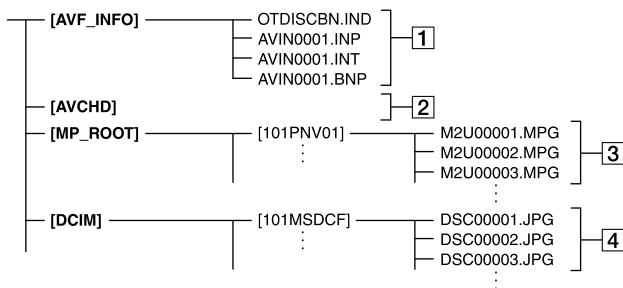 [AVF_INFO] OTDISCBN.IND
AVIN0001.INP 1
AVIN0001.INT
AVIN0001.BNP
[AVCHD] 2
[MP_ROOT] [101PNV01] M2U00001.MPG
M2U00002.MPG 3
M2U00003.MPG
[DCIM] [101MSDCF] DSC00001.JPG
DSC00002.JPG 4
DSC00003.JPG